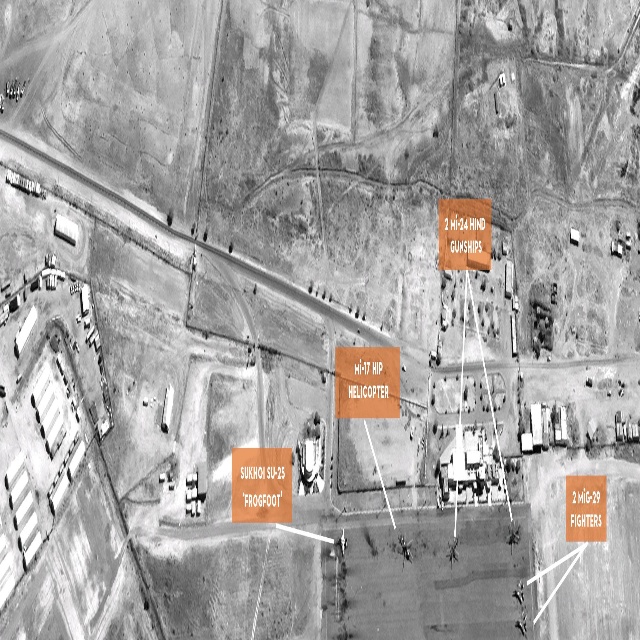 2 Mi-24 HIND
GUNSHIPS
Mi-17 HIP
HELICOPTER
SUKHOI SU-25
'FROGFOOT'
2 MiG-29
FIGHTERS